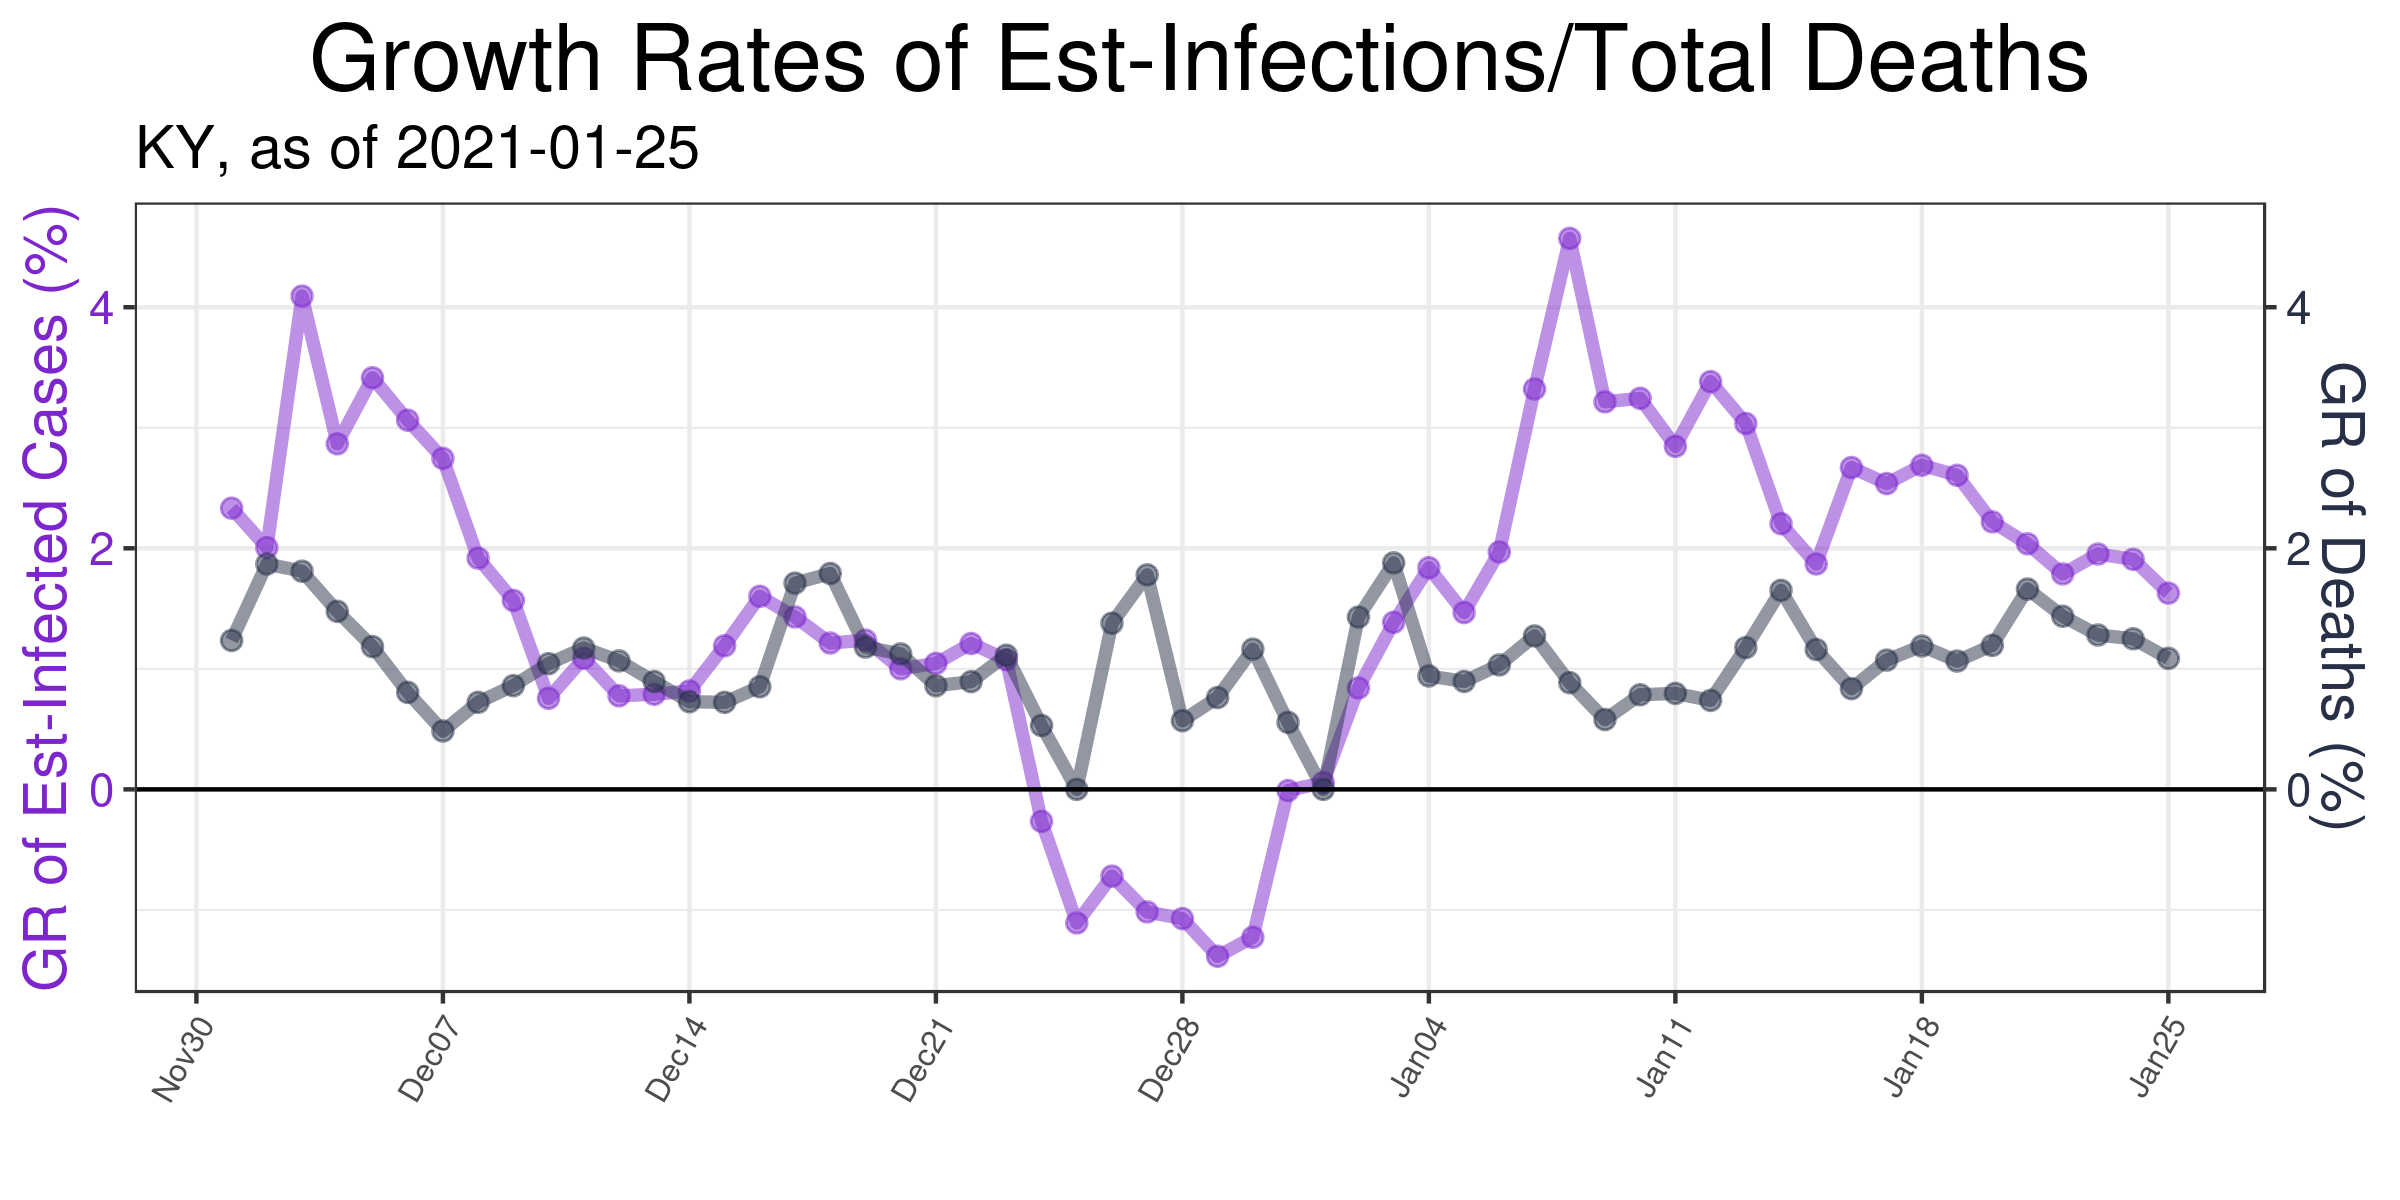 Growth Rates of Est-Infections/Total Deaths
KY, as of 2021-01-25
GR of Est-Infected Cases (%)
4
2
0
4
2
0
GR of Deaths (%)
Nov30
Dec07
Dec14
Dec21
Dec28
Jan04
Jan11
Jan18
Jan25